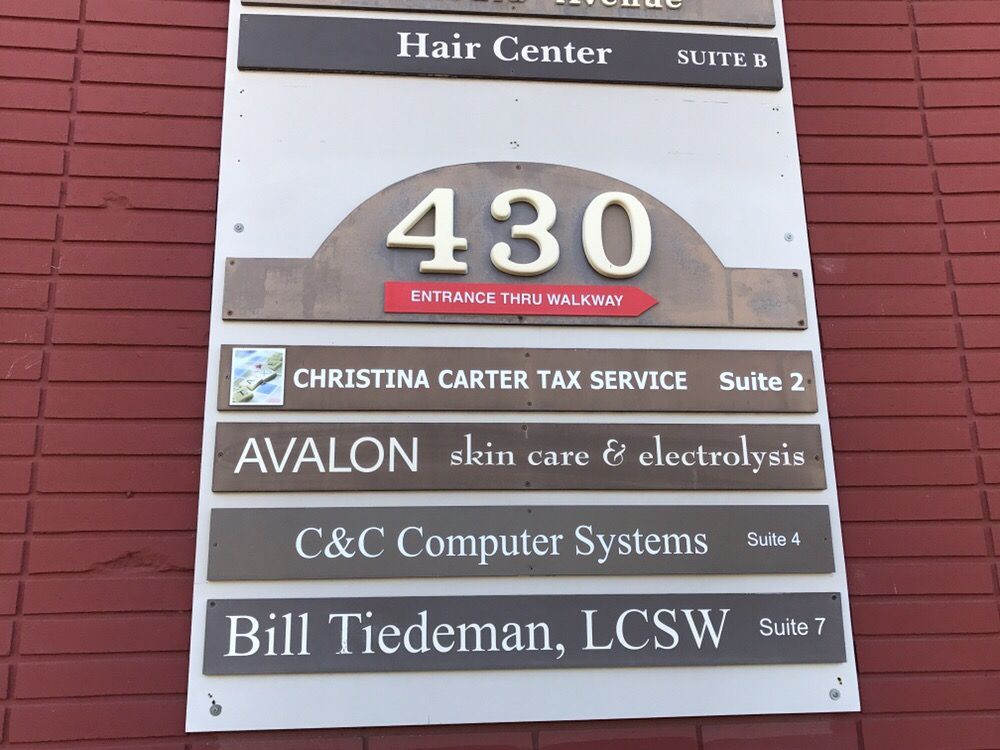 Avenue
Hair Center SUITE B
430
ENTRANCE THRU WALKWAY
CHRISTINA CARTER TAX SERVICE Suite 2
AVALON skin care & electrolysis
C&C Computer Systems Suite 4
Bill Tiedeman, LCSW Suite 7